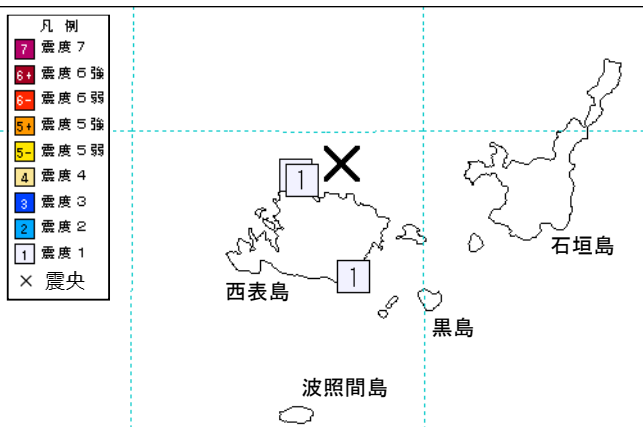 凡 例
7 震度７
6+ 震度６強
6- 震度６弱
5+ 震度５強
5- 震度５弱
4 震度４
3 震度３
2 震度２
1 震度１
× 震央
1
石垣島
1
西表島
黒島
波照間島